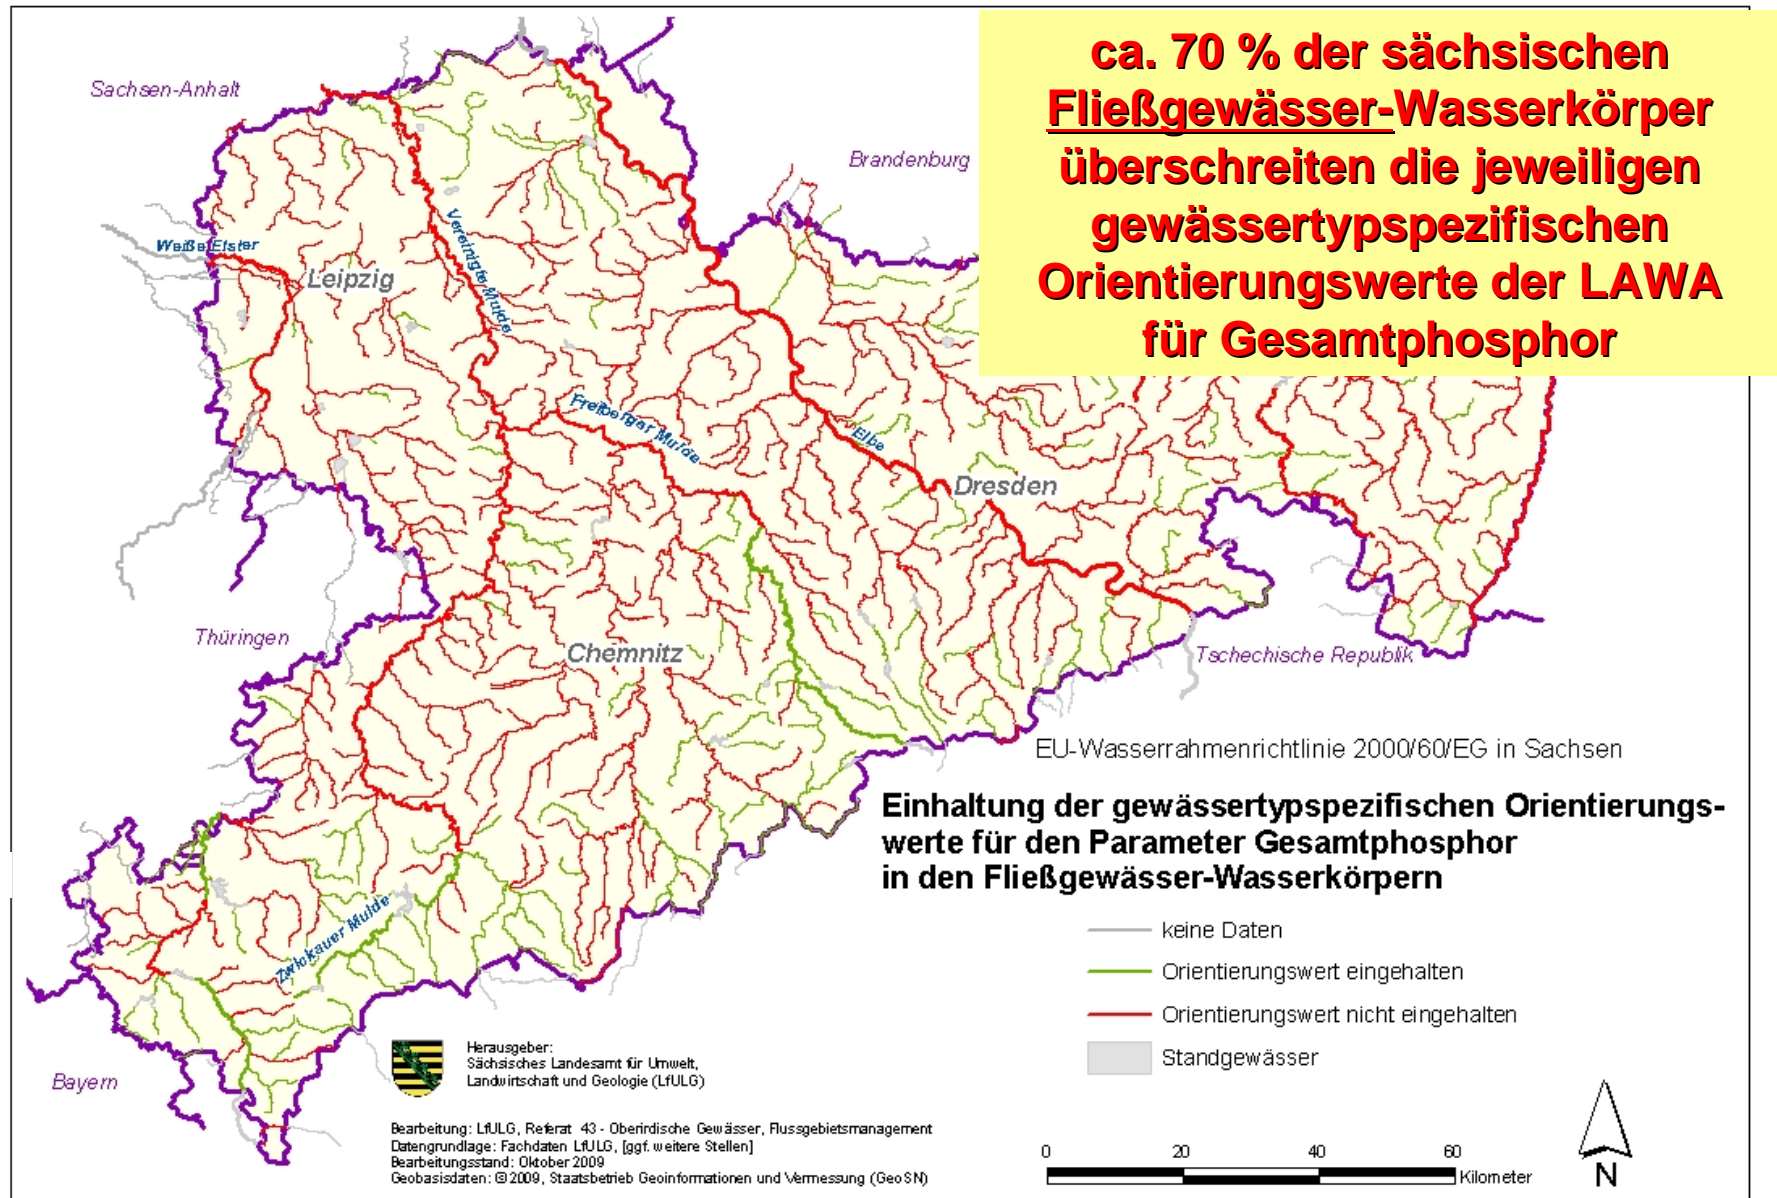 ca. 70 % der sächsischen
Fließgewässer-Wasserkörper
überschreiten die jeweiligen
gewässertypspezifischen
Orientierungswerte der LAWA
für Gesamtphosphor
Sachsen-Anhalt
Brandenburg
Weiße Elster
Leipzig
Vereinigte Mulde
Freiberger Mulde
Elbe
Dresden
Thüringen
Chemnitz
Tschechische Republik
Zwickauer Mulde
Bayern
EU-Wasserrahmenrichtlinie 2000/60/EG in Sachsen
Einhaltung der gewässertypspezifischen Orientierungs-
werte für den Parameter Gesamtphosphor
in den Fließgewässer-Wasserkörpern
keine Daten
Orientierungswert eingehalten
Orientierungswert nicht eingehalten
Standgewässer
Herausgeber:
Sächsisches Landesamt für Umwelt,
Landwirtschaft und Geologie (LfULG)
Bearbeitung: LfULG, Referat 43 - Oberirdische Gewässer, Flussgebietsmanagement
Datengrundlage: Fachdaten LfULG, [ggf. weitere Stellen]
Bearbeitungsstand: Oktober 2009
Geobasisdaten: © 2009, Staatsbetrieb Geoinformationen und Vermessung (GeoSN)
0 20 40 60
Kilometer
N